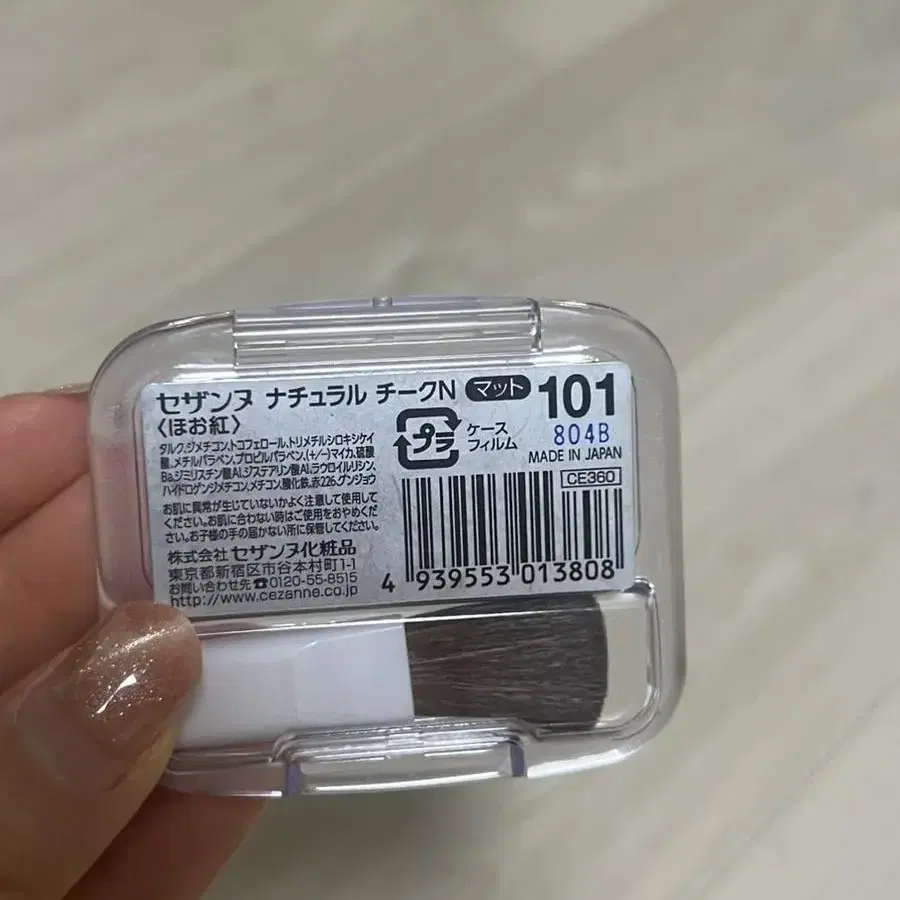 セザンヌ ナチュラル チークN マット 101
〈ほお紅〉
プラ ケース
フィルム
804B
MADE IN JAPAN
CE360
タルク,ジメチコン,トコフェロール,トリメチルシロキシケイ
酸,メチルパラベン,プロピルパラベン,(+/-)マイカ,硫酸
Ba,ジミリスチン酸Al,ジステアリン酸Al,ラウロイルリシン,
ハイドロゲンジメチコン,メチコン,酸化鉄,赤226,グンジョウ
お肌に異常が生じていないかよく注意して使用して
ください。お肌に合わない時はご使用をおやめくだ
さい。お子様の手の届かない所に保管してください。
株式会社セザンヌ化粧品
東京都新宿区市谷本村町1-1
お問い合わせ先☎0120-55-8515
http://www.cezanne.co.jp
4 939553 013808